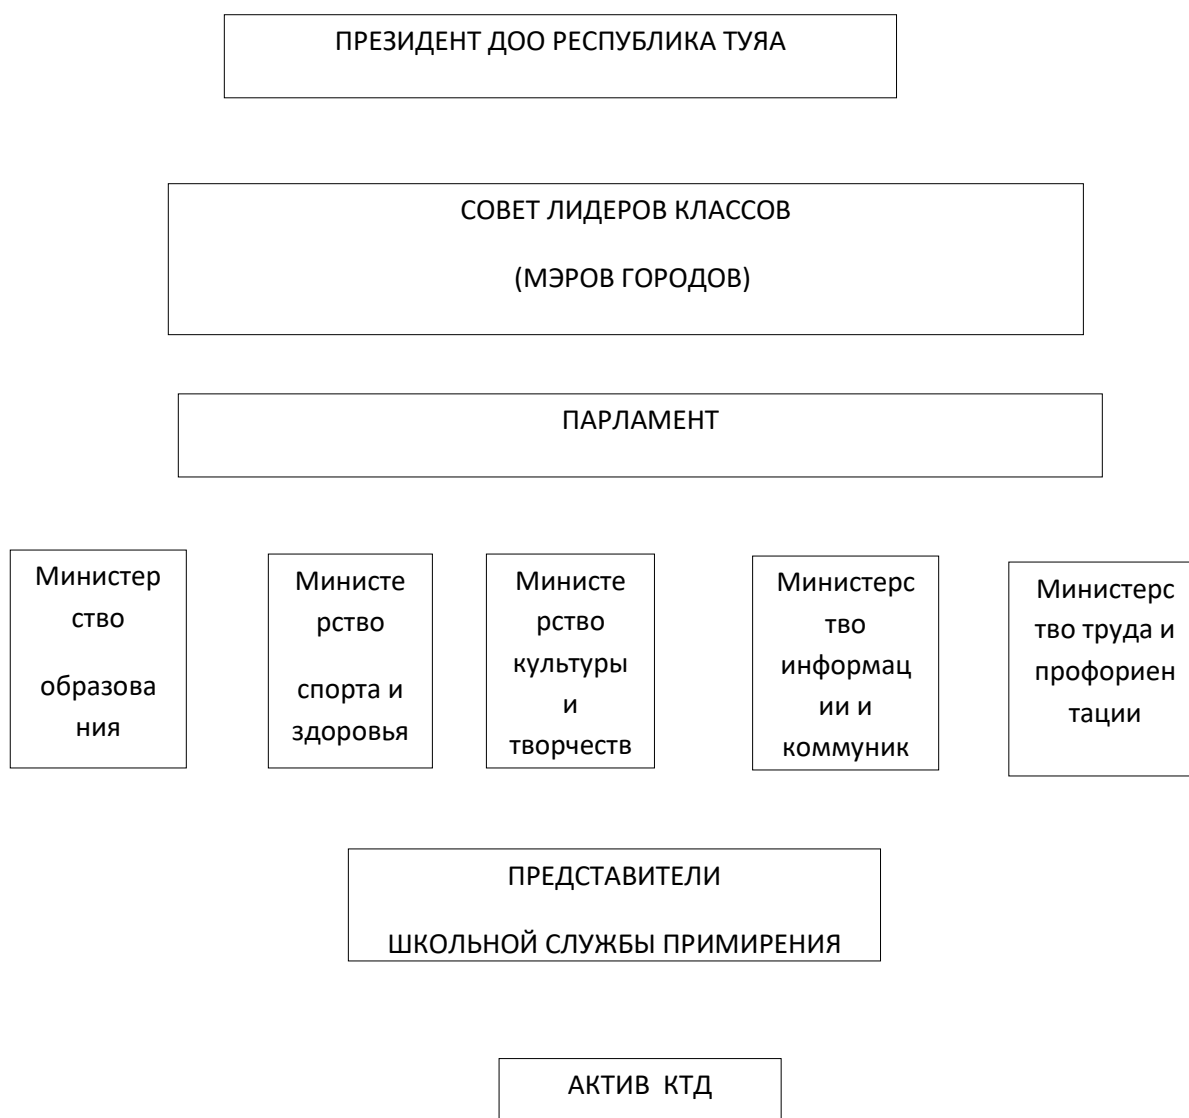 ПРЕЗИДЕНТ ДОО РЕСПУБЛИКА ТУЯА
СОВЕТ ЛИДЕРОВ КЛАССОВ
(МЭРОВ ГОРОДОВ)
ПАРЛАМЕНТ
Министер
ство
образова
ния
Министе
рство
спорта и
здоровья
Министе
рство
культуры
и
творчеств
Министерс
тво
информац
ии и
коммуник
Министерс
тво труда и
профориен
тации
ПРЕДСТАВИТЕЛИ
ШКОЛЬНОЙ СЛУЖБЫ ПРИМИРЕНИЯ
АКТИВ КТД